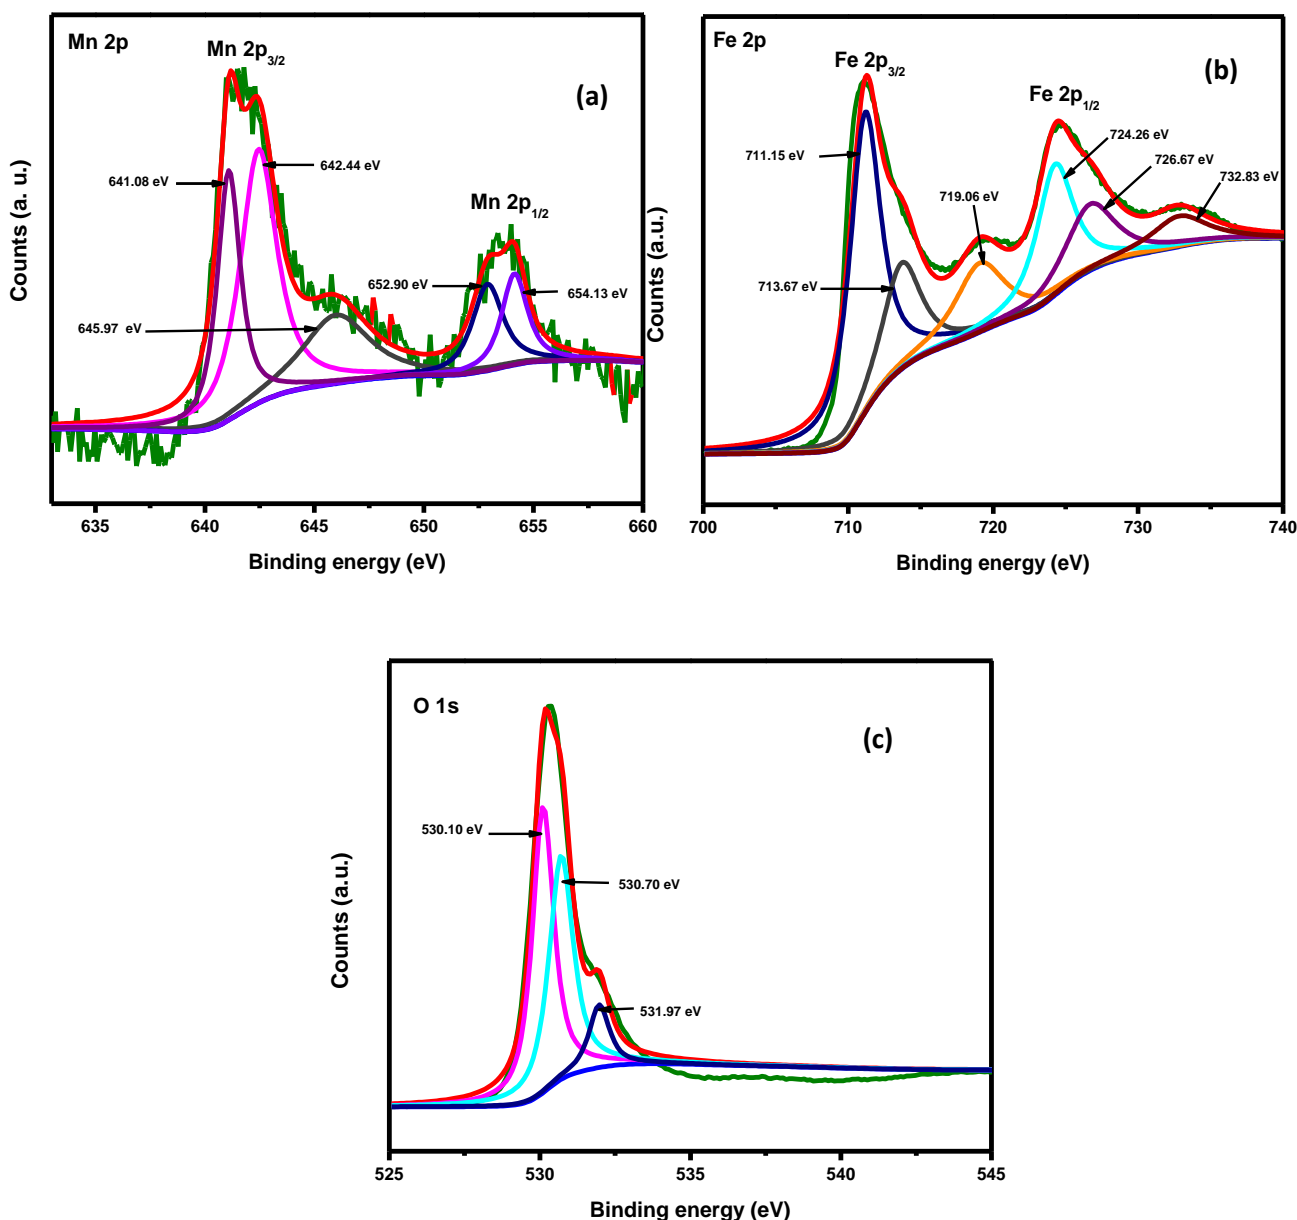 Mn 2p
Mn 2p3/2
(a)
642.44 eV
641.08 eV
Mn 2p1/2
652.90 eV
654.13eV
645.97 eV
Counts (a. u.)
635 640 645 650 655 660
Binding energy (eV)
Fe 2p
Fe 2p3/2
(b)
Fe 2p1/2
724.26 eV
711.15 eV
726.67 eV
719.06 eV
732.83 eV
713.67 eV
Counts (a.u.)
700 710 720 730 740
Binding energy (eV)
O 1s
(c)
530.10 eV
530.70 eV
531.97 eV
Counts (a.u.)
525 530 535 540 545
Binding energy (eV)